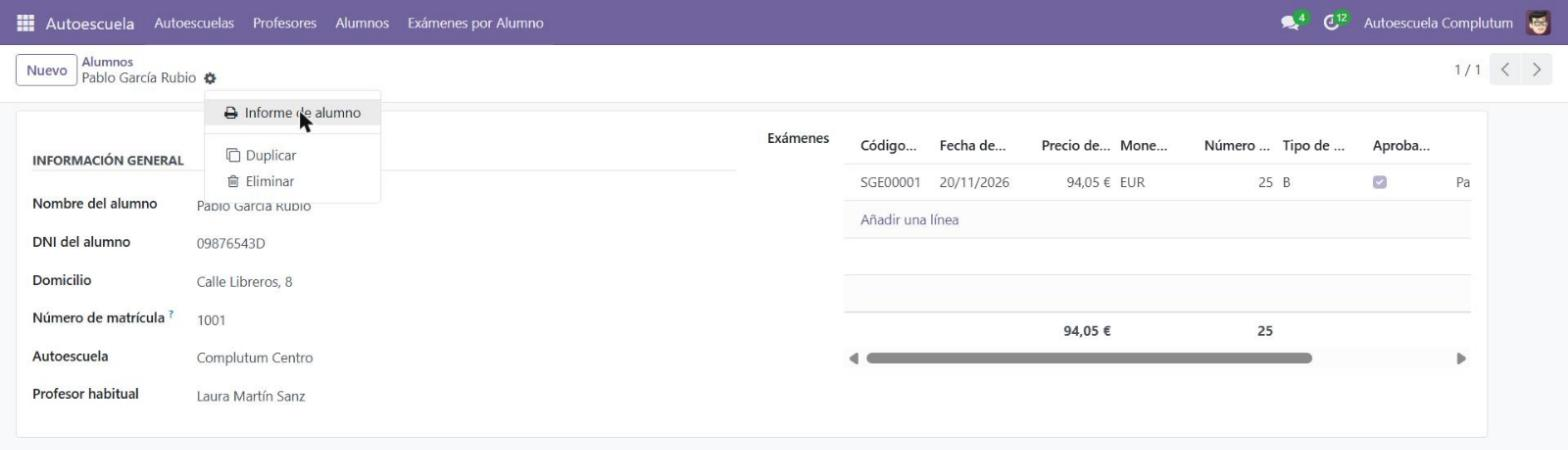 Autoescuela Autoescuelas Profesores Alumnos Exámenes por Alumno 4 12 Autoescuela Complutum
Nuevo Alumnos
Pablo García Rubio
1 / 1
Informe de alumno
Duplicar
Eliminar
INFORMACIÓN GENERAL
Nombre del alumno Pablo García Rubio
DNI del alumno 09876543D
Domicilio Calle Libreros, 8
Número de matrícula ? 1001
Autoescuela Complutum Centro
Profesor habitual Laura Martín Sanz
Exámenes
Código... Fecha de... Precio de... Mone... Número ... Tipo de ... Aproba...
SGE00001 20/11/2026 94,05 € EUR 25 B Pa
Añadir una línea
94,05 € 25